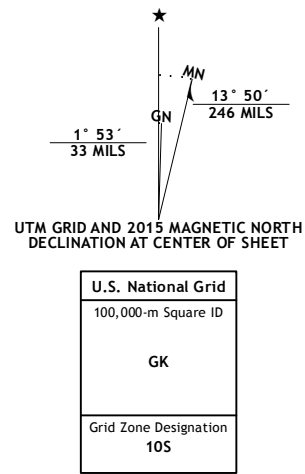 ★
MN
GN
1° 53´
33 MILS
13° 50´
246 MILS
UTM GRID AND 2015 MAGNETIC NORTH
DECLINATION AT CENTER OF SHEET
U.S. National Grid
100,000-m Square ID
GK
Grid Zone Designation
10S